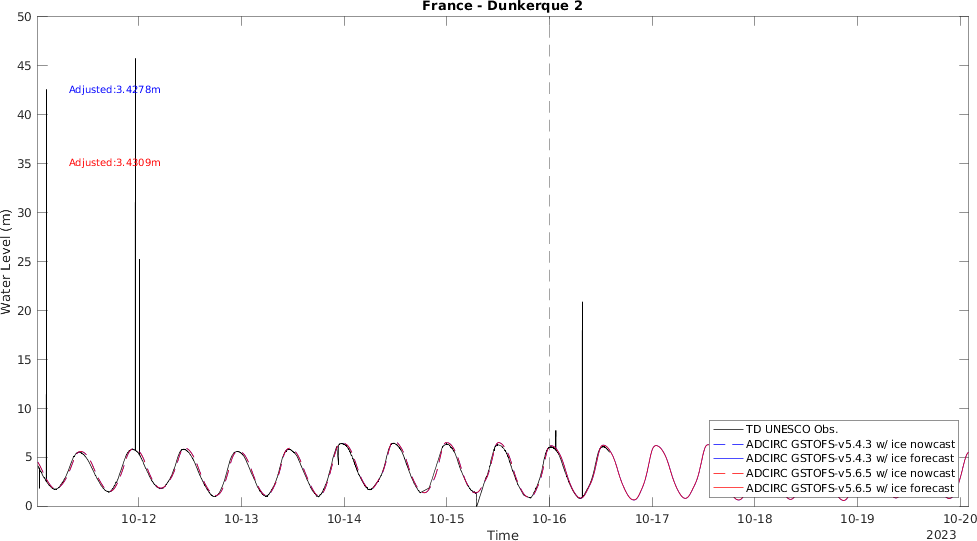 France - Dunkerque 2
50
45
40
35
30
25
20
15
10
5
0
Water Level (m)
Adjusted:3.4278m
Adjusted:3.4309m
TD UNESCO Obs.
ADCIRC GSTOFS-v5.4.3 w/ ice nowcast
ADCIRC GSTOFS-v5.4.3 w/ ice forecast
ADCIRC GSTOFS-v5.6.5 w/ ice nowcast
ADCIRC GSTOFS-v5.6.5 w/ ice forecast
10-12 10-13 10-14 10-15 10-16 10-17 10-18 10-19 10-20
Time
2023